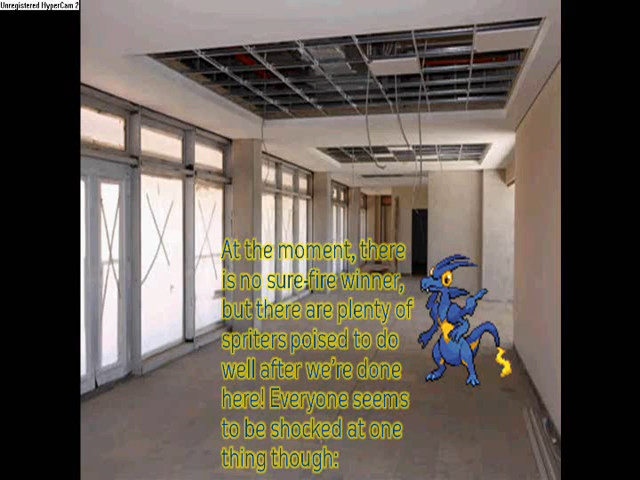 Unregistered HyperCam 2
At the moment, there
is no sure-fire winner,
but there are plenty of
spriters poised to do
well after we're done
here! Everyone seems
to be shocked at one
thing though: